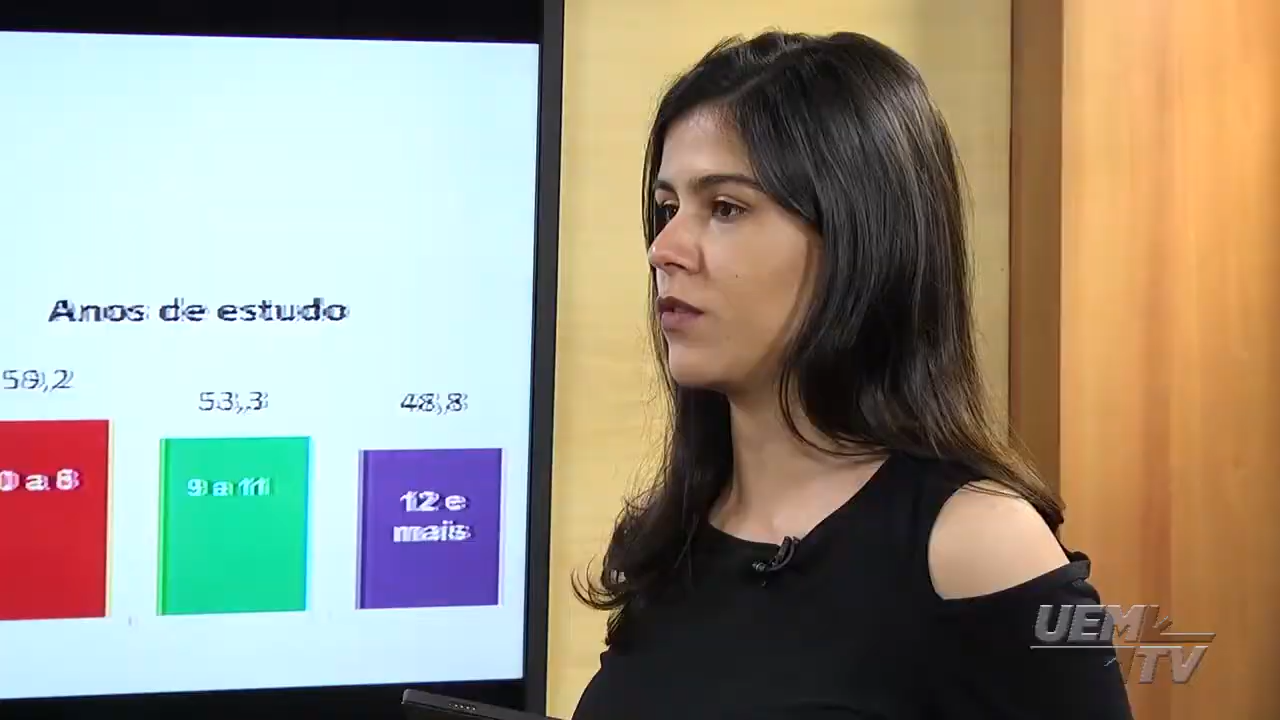 Anos de estudo
59,2
53,3
48,8
0 a 8
9 a 11
12 e
mais
UEM
TV